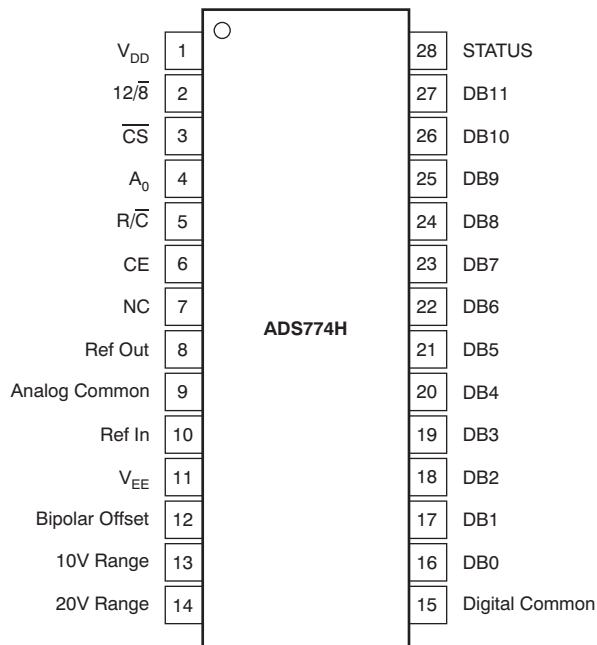 V_DD 1 28 STATUS
12/8̅ 2 27 DB11
C̅S̅ 3 26 DB10
A_0 4 25 DB9
R/C̅ 5 24 DB8
CE 6 23 DB7
NC 7 22 DB6
ADS774H
Ref Out 8 21 DB5
Analog Common 9 20 DB4
Ref In 10 19 DB3
V_EE 11 18 DB2
Bipolar Offset 12 17 DB1
10V Range 13 16 DB0
20V Range 14 15 Digital Common